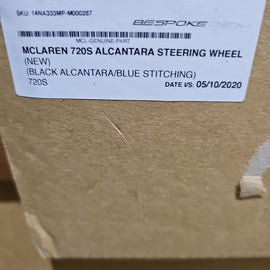 SKU: 14NA333MP-M000287
BESPOKE
MCL-GENUINE-PART
MCLAREN 720S ALCANTARA STEERING WHEEL
(NEW)
(BLACK ALCANTARA/BLUE STITCHING)
720S
DATE I/S: 05/10/2020